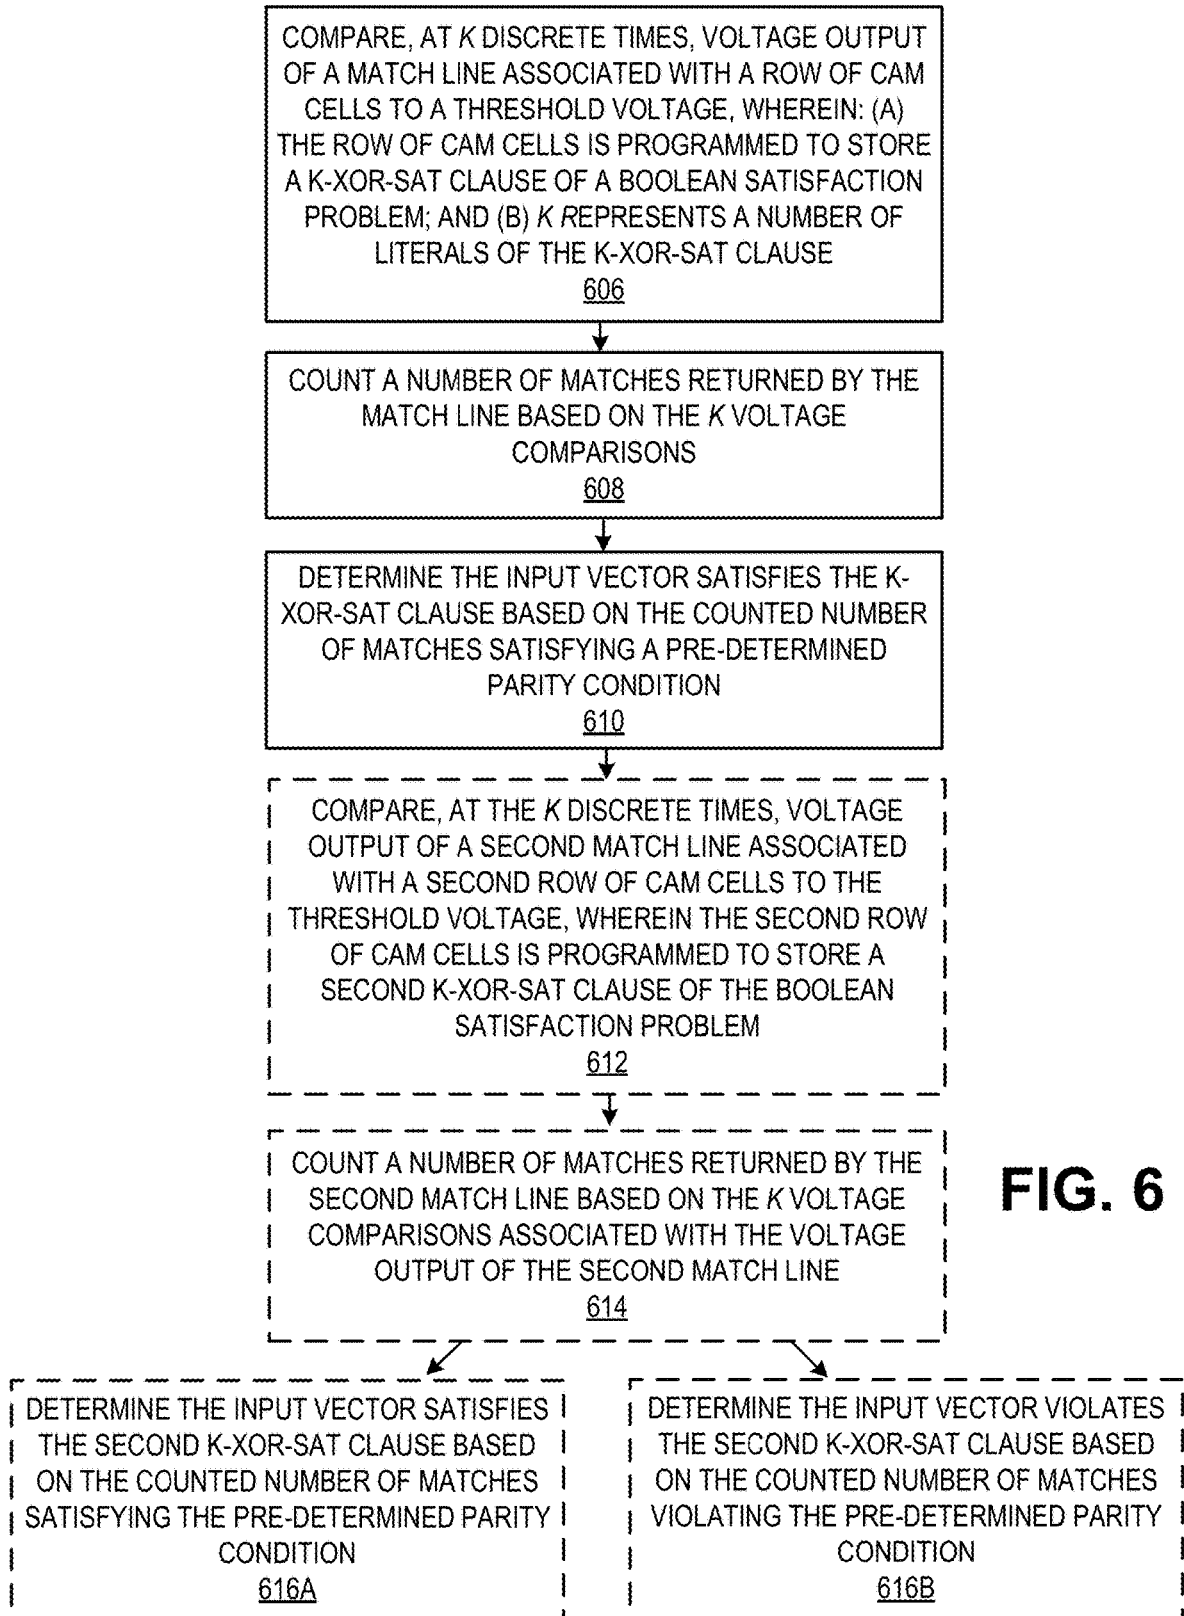 COMPARE, AT K DISCRETE TIMES, VOLTAGE OUTPUT
OF A MATCH LINE ASSOCIATED WITH A ROW OF CAM
CELLS TO A THRESHOLD VOLTAGE, WHEREIN: (A)
THE ROW OF CAM CELLS IS PROGRAMMED TO STORE
A K-XOR-SAT CLAUSE OF A BOOLEAN SATISFACTION
PROBLEM; AND (B) K REPRESENTS A NUMBER OF
LITERALS OF THE K-XOR-SAT CLAUSE
606
COUNT A NUMBER OF MATCHES RETURNED BY THE
MATCH LINE BASED ON THE K VOLTAGE
COMPARISONS
608
DETERMINE THE INPUT VECTOR SATISFIES THE K-
XOR-SAT CLAUSE BASED ON THE COUNTED NUMBER
OF MATCHES SATISFYING A PRE-DETERMINED
PARITY CONDITION
610
COMPARE, AT THE K DISCRETE TIMES, VOLTAGE
OUTPUT OF A SECOND MATCH LINE ASSOCIATED
WITH A SECOND ROW OF CAM CELLS TO THE
THRESHOLD VOLTAGE, WHEREIN THE SECOND ROW
OF CAM CELLS IS PROGRAMMED TO STORE A
SECOND K-XOR-SAT CLAUSE OF THE BOOLEAN
SATISFACTION PROBLEM
612
COUNT A NUMBER OF MATCHES RETURNED BY THE
SECOND MATCH LINE BASED ON THE K VOLTAGE
COMPARISONS ASSOCIATED WITH THE VOLTAGE
OUTPUT OF THE SECOND MATCH LINE
614
FIG. 6
DETERMINE THE INPUT VECTOR SATISFIES
THE SECOND K-XOR-SAT CLAUSE BASED
ON THE COUNTED NUMBER OF MATCHES
SATISFYING THE PRE-DETERMINED PARITY
CONDITION
616A
DETERMINE THE INPUT VECTOR VIOLATES
THE SECOND K-XOR-SAT CLAUSE BASED
ON THE COUNTED NUMBER OF MATCHES
VIOLATING THE PRE-DETERMINED PARITY
CONDITION
616B